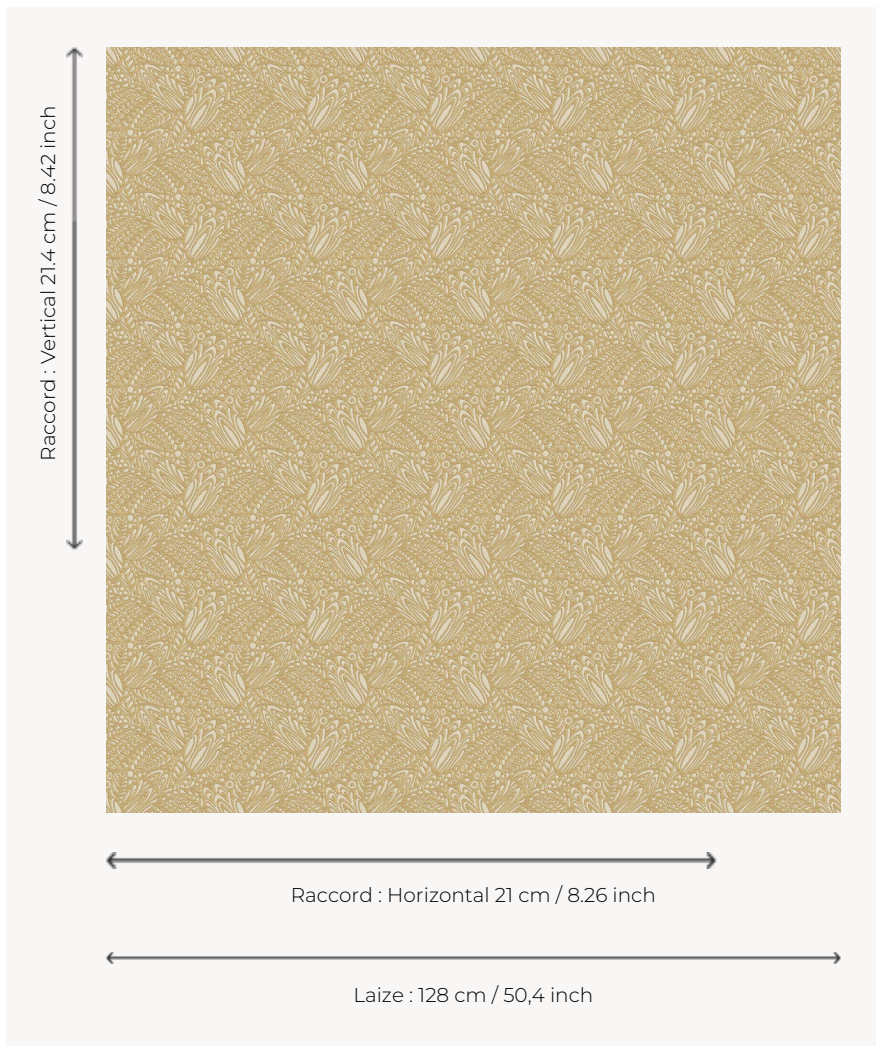 Raccord : Vertical 21.4 cm / 8.42 inch
Raccord : Horizontal 21 cm / 8.26 inch
Laize : 128 cm / 50,4 inch